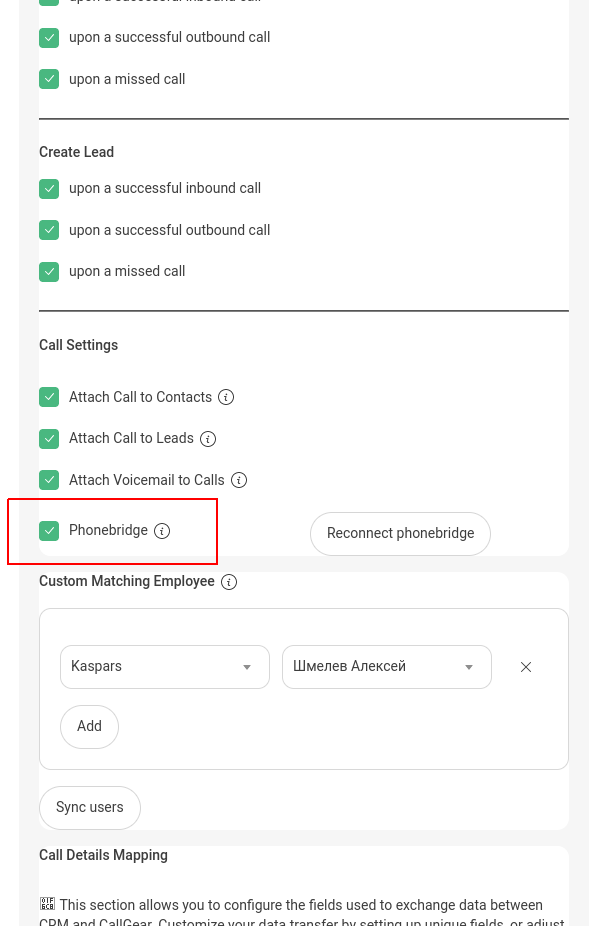 upon a successful inbound call
upon a successful outbound call
upon a missed call
Create Lead
upon a successful inbound call
upon a successful outbound call
upon a missed call
Call Settings
Attach Call to Contacts
Attach Call to Leads
Attach Voicemail to Calls
Phonebridge
Reconnect phonebridge
Custom Matching Employee
Kaspars
Шмелев Алексей
Add
Sync users
Call Details Mapping
This section allows you to configure the fields used to exchange data between
CRM and CallGear. Customize your data transfer by setting up unique fields, or adjust